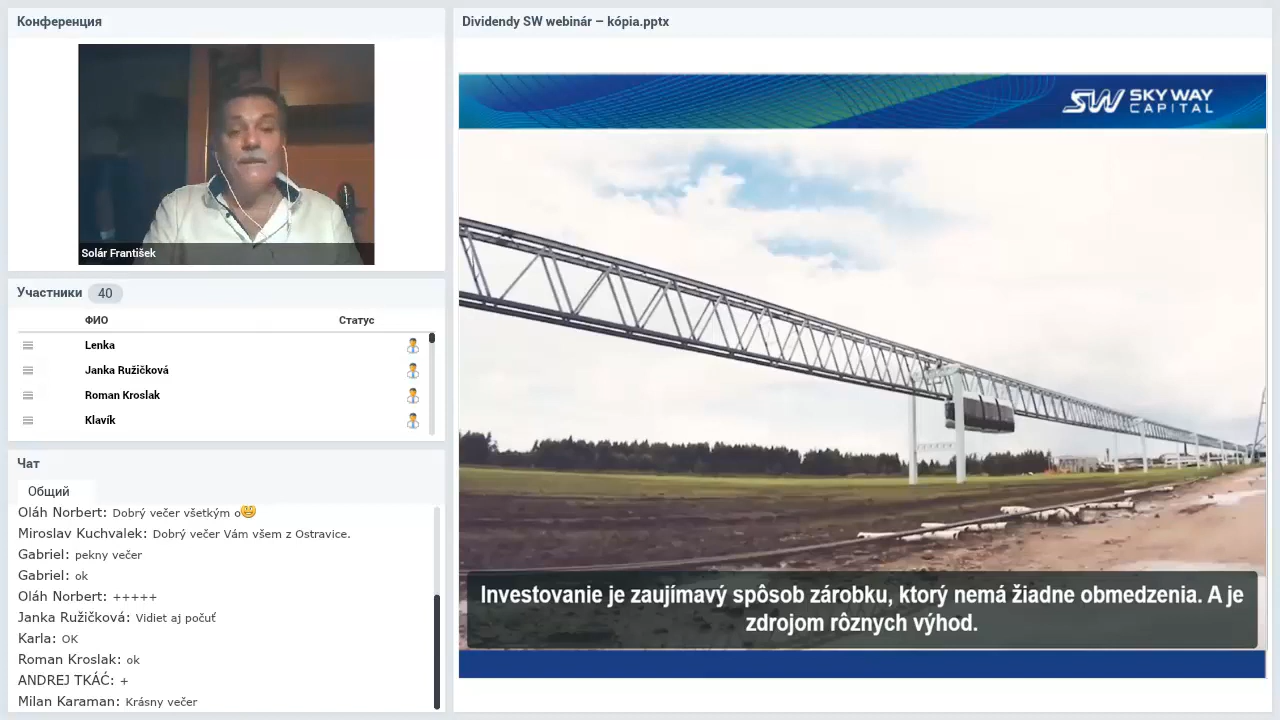 Конференция
Solár František
Участники 40
ФИО Статус
Lenka
Janka Ružičková
Roman Kroslak
Klavík
Чат
Общий
Oláh Norbert: Dobrý večer všetkým o
Miroslav Kuchvalek: Dobrý večer Vám všem z Ostravice.
Gabriel: pekny večer
Gabriel: ok
Oláh Norbert: +++++
Janka Ružičková: Vidiet aj počuť
Karla: OK
Roman Kroslak: ok
ANDREJ TKÁČ: +
Milan Karaman: Krásny večer
Dividendy SW webinár – kópia.pptx
SW SKY WAY
CAPITAL
Investovanie je zaujímavý spôsob zárobku, ktorý nemá žiadne obmedzenia. A je
zdrojom rôznych výhod.